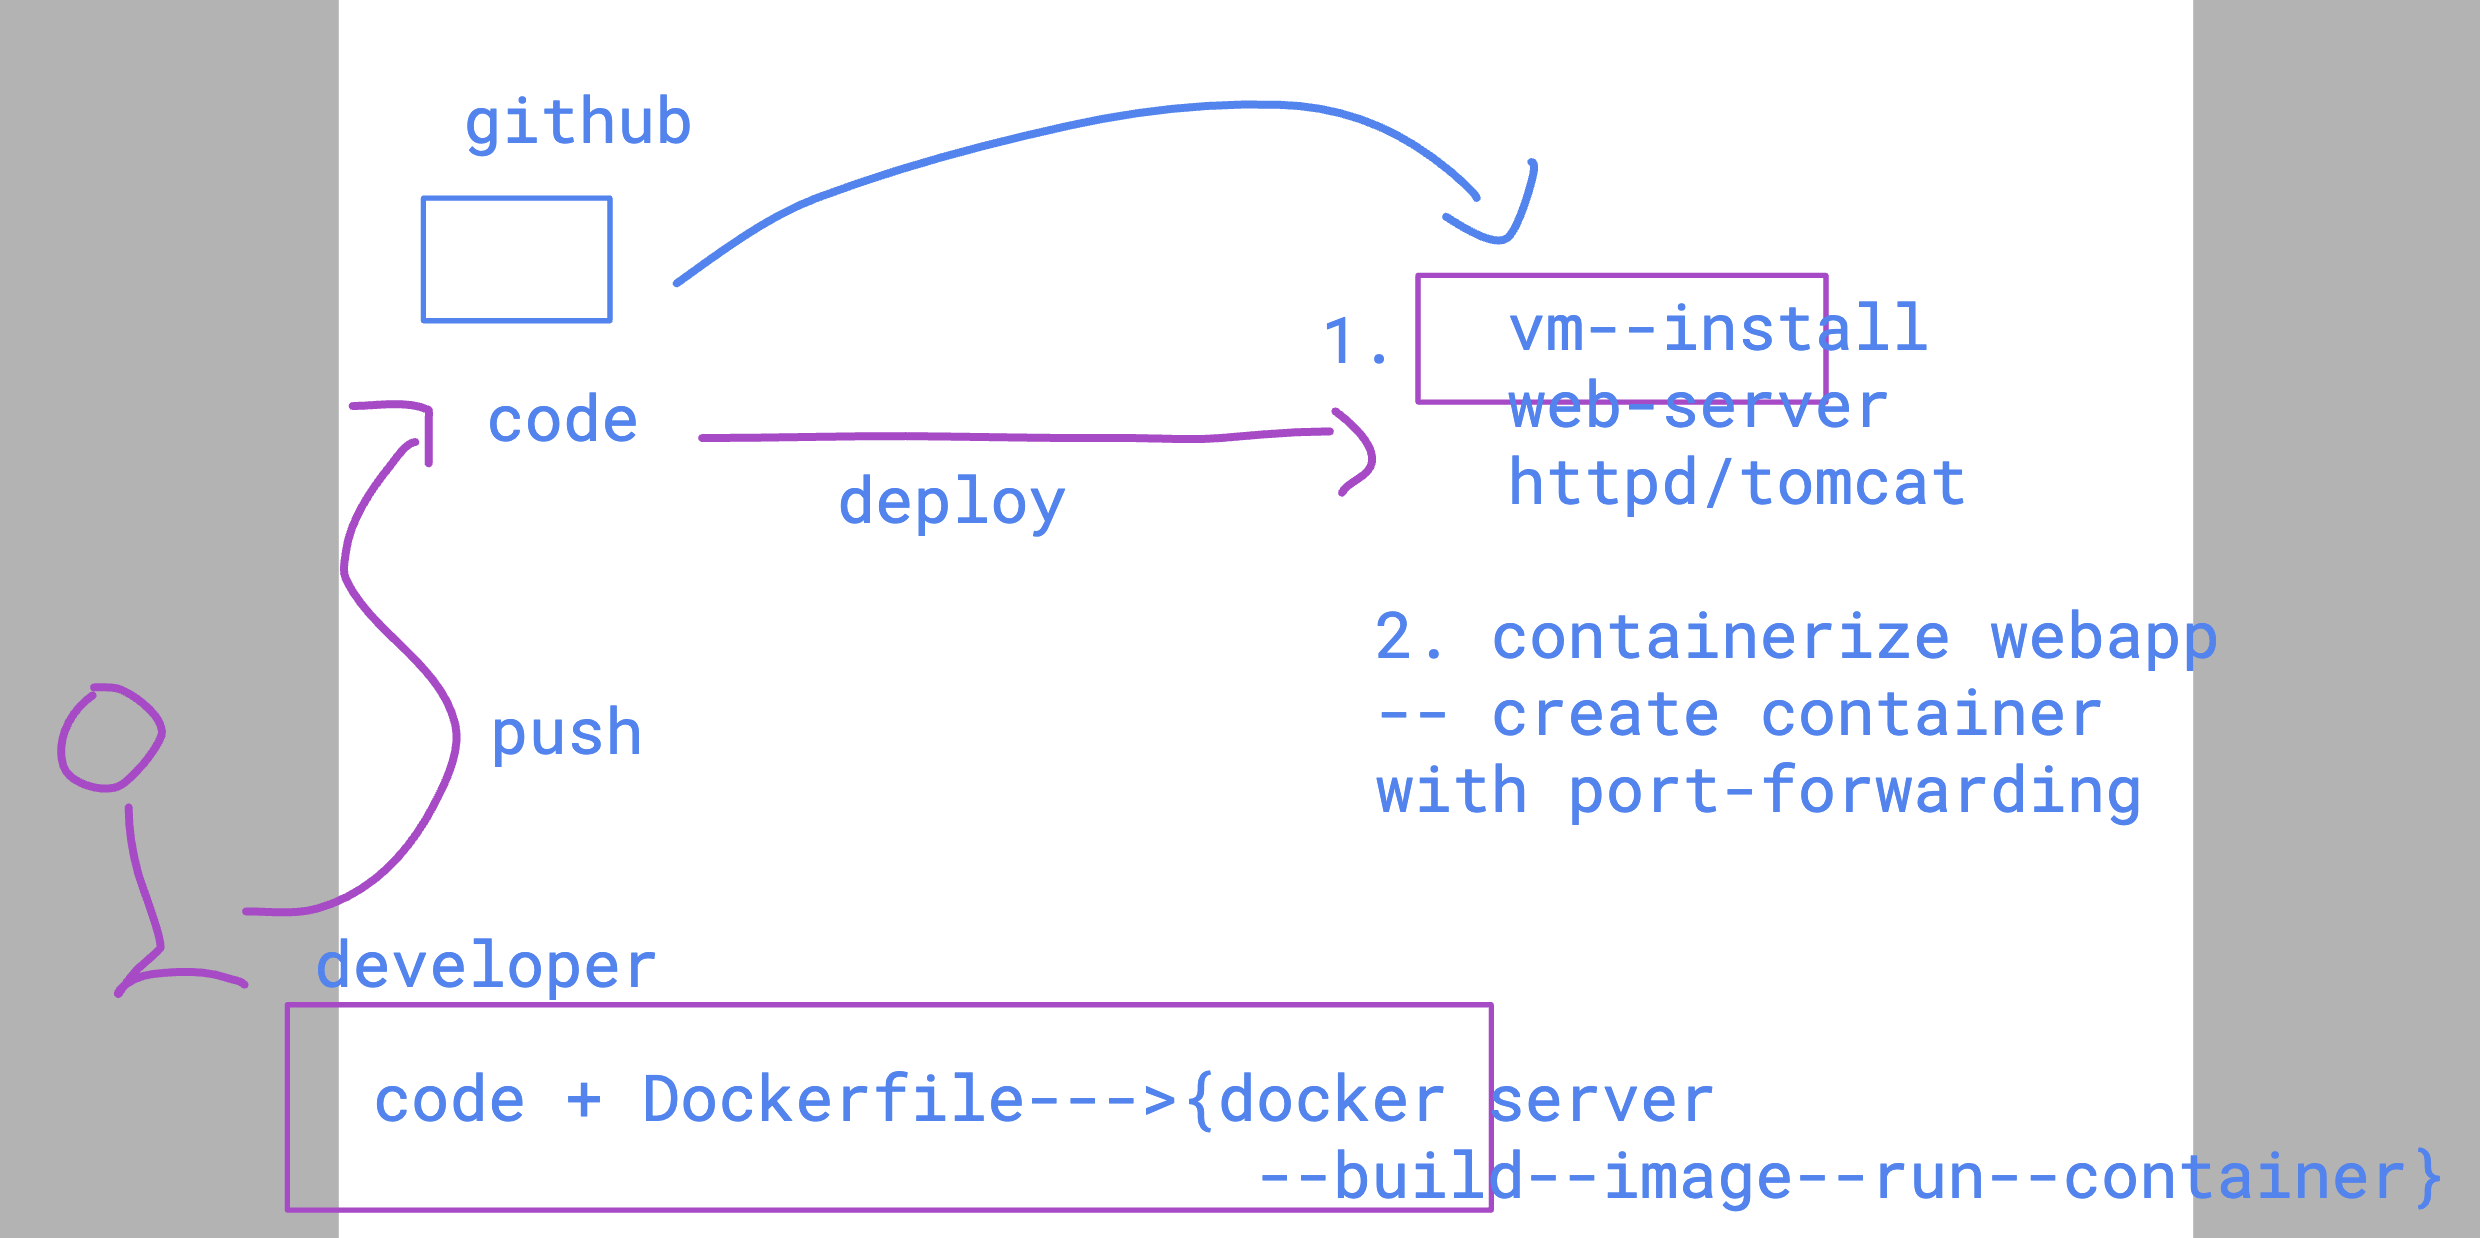 github
code
deploy
push
developer
1.
vm--install
web-server
httpd/tomcat
2. containerize webapp
-- create container
with port-forwarding
code + Dockerfile--->{docker server
--build--image--run--container}